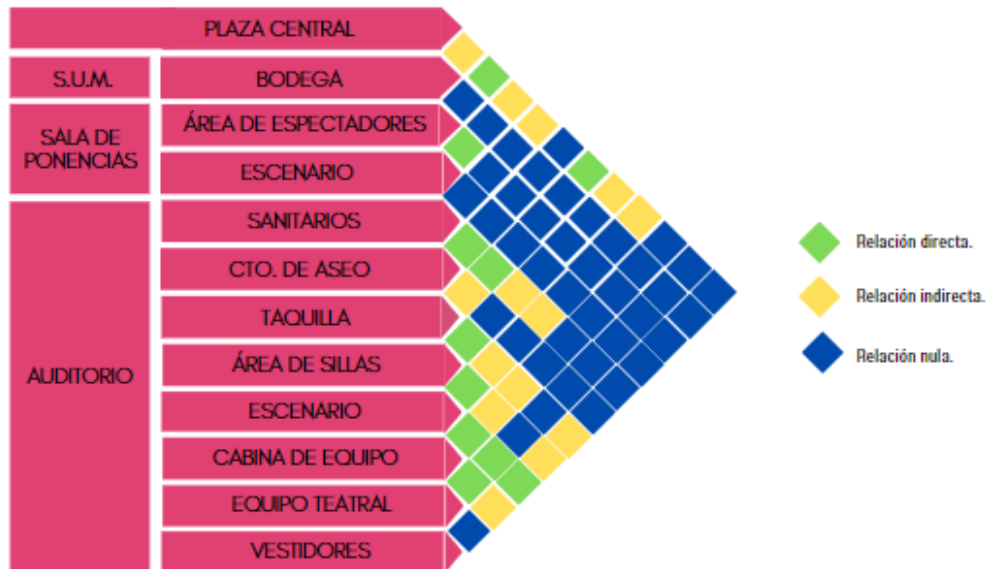 PLAZA CENTRAL
S.U.M.
BODEGA
SALA DE
PONENCIAS
ÁREA DE ESPECTADORES
ESCENARIO
AUDITORIO
SANITARIOS
CTO. DE ASEO
TAQUILLA
ÁREA DE SILLAS
ESCENARIO
CABINA DE EQUIPO
EQUIPO TEATRAL
VESTIDORES
Relación directa.
Relación indirecta.
Relación nula.